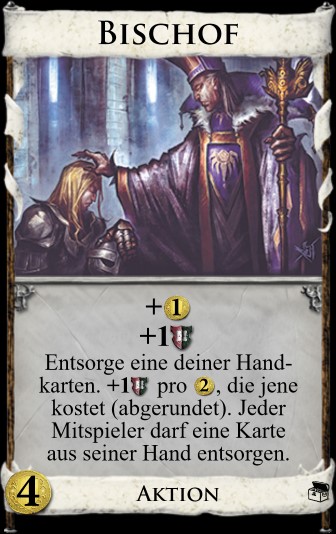 Bischof
+1
+1
Entsorge eine deiner Hand-
karten. +1 pro 2, die jene
kostet (abgerundet). Jeder
Mitspieler darf eine Karte
aus seiner Hand entsorgen.
4 Aktion